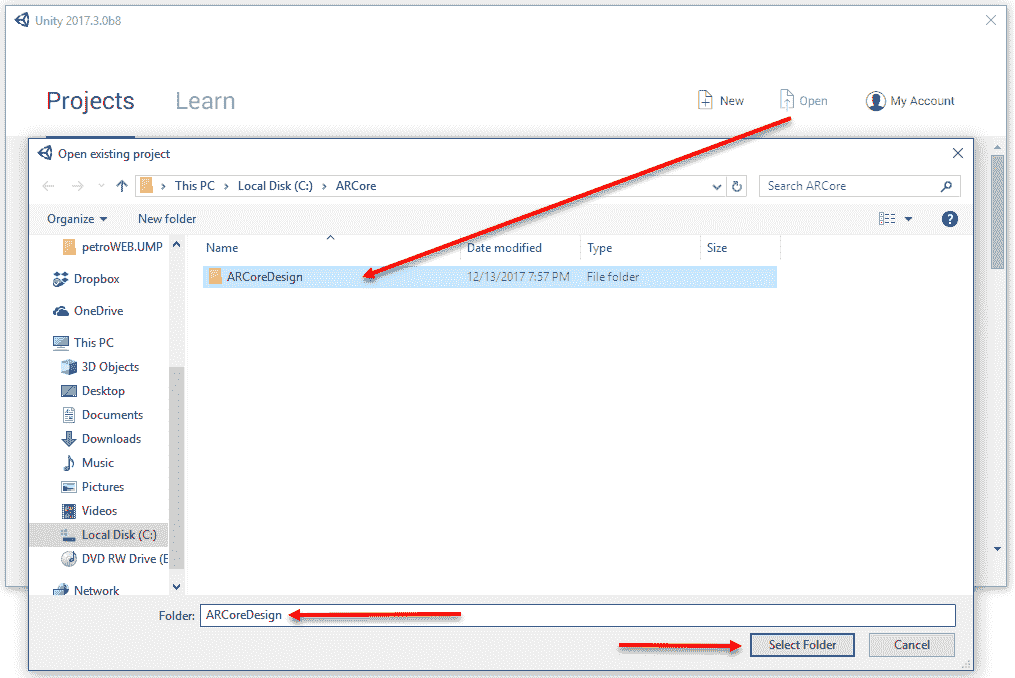 Unity 2017.3.0b8
Projects Learn New Open My Account
Open existing project
This PC Local Disk (C:) ARCore Search ARCore
Organize New folder
petroWEB.UMP
Name Date modified Type Size
Dropbox
ARCoreDesign 12/13/2017 7:57 PM File folder
OneDrive
This PC
3D Objects
Desktop
Documents
Downloads
Music
Pictures
Videos
Local Disk (C:)
DVD RW Drive (E
Network
Folder: ARCoreDesign
Select Folder Cancel